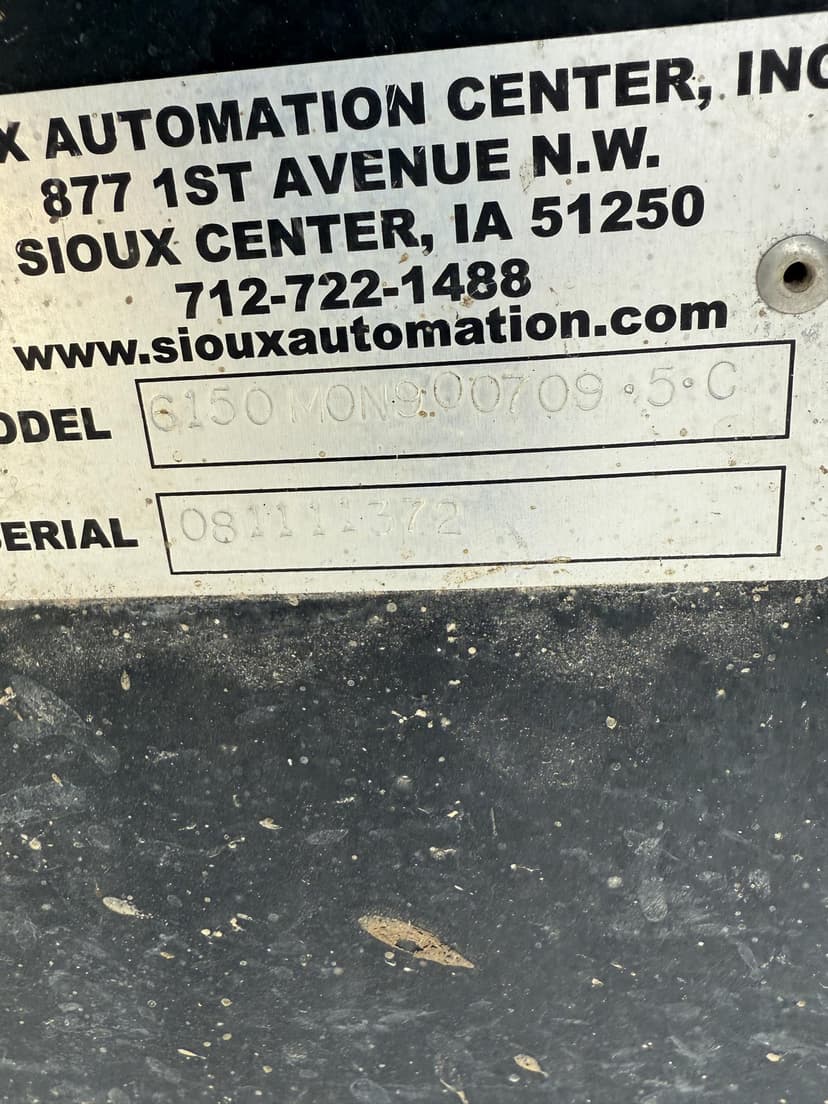 X AUTOMATION CENTER, INC
877 1ST AVENUE N.W.
SIOUX CENTER, IA 51250
712-722-1488
www.siouxautomation.com
ODEL 6150 MON900709·5·C
ERIAL 081111372